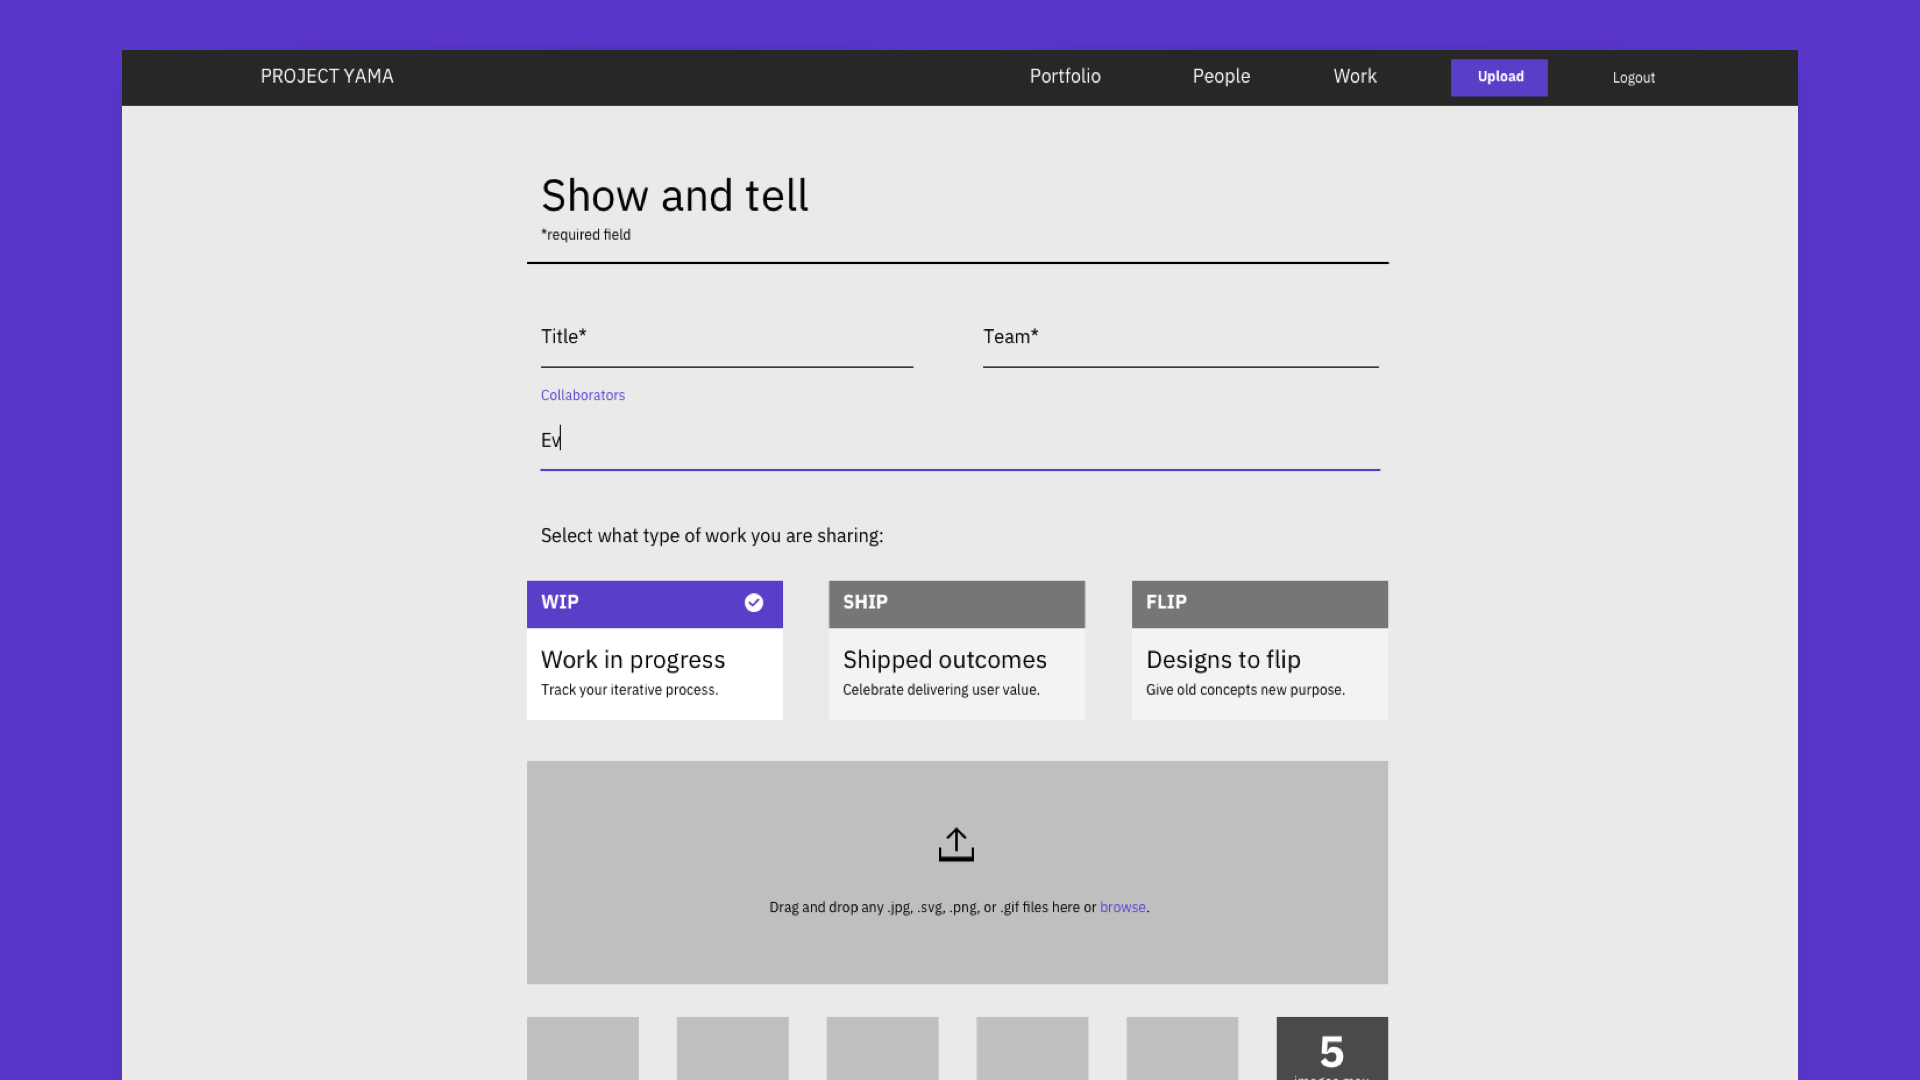 PROJECT YAMA
Portfolio
People
Work
Upload
Logout
Show and tell
*required field
Title*
Team*
Collaborators
Ev
Select what type of work you are sharing:
WIP
Work in progress
Track your iterative process.
SHIP
Shipped outcomes
Celebrate delivering user value.
FLIP
Designs to flip
Give old concepts new purpose.
Drag and drop any .jpg, .svg, .png, or .gif files here or browse.
5
images max